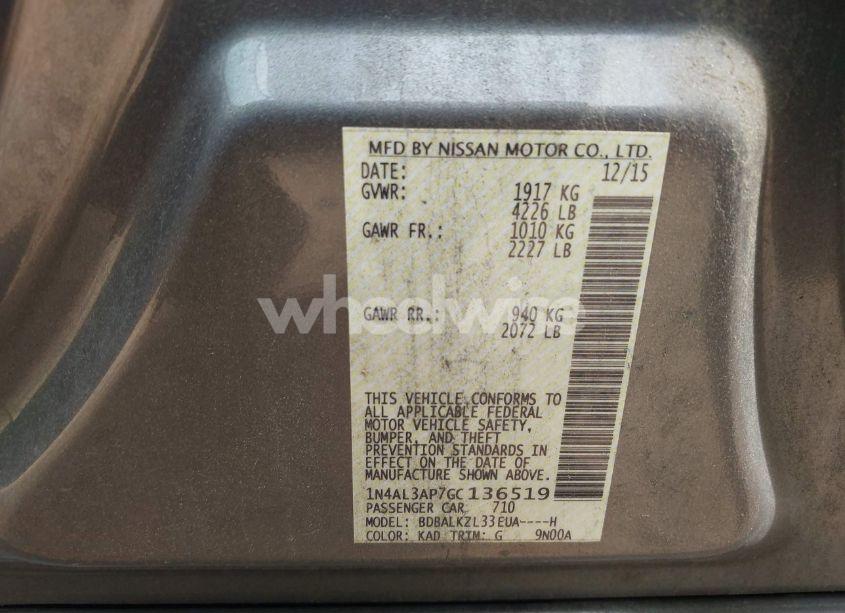 MFD BY NISSAN MOTOR CO., LTD.
DATE: 12/15
GVWR: 1917 KG
4226 LB
GAWR FR.: 1010 KG
2227 LB
wheelwire
GAWR RR.: 940 KG
2072 LB
THIS VEHICLE CONFORMS TO
ALL APPLICABLE FEDERAL
MOTOR VEHICLE SAFETY,
BUMPER, AND THEFT
PREVENTION STANDARDS IN
EFFECT ON THE DATE OF
MANUFACTURE SHOWN ABOVE.
1N4AL3AP7GC136519
PASSENGER CAR 710
MODEL: BDBALKZL33EUA----H
COLOR: KAD TRIM: G 9N00A